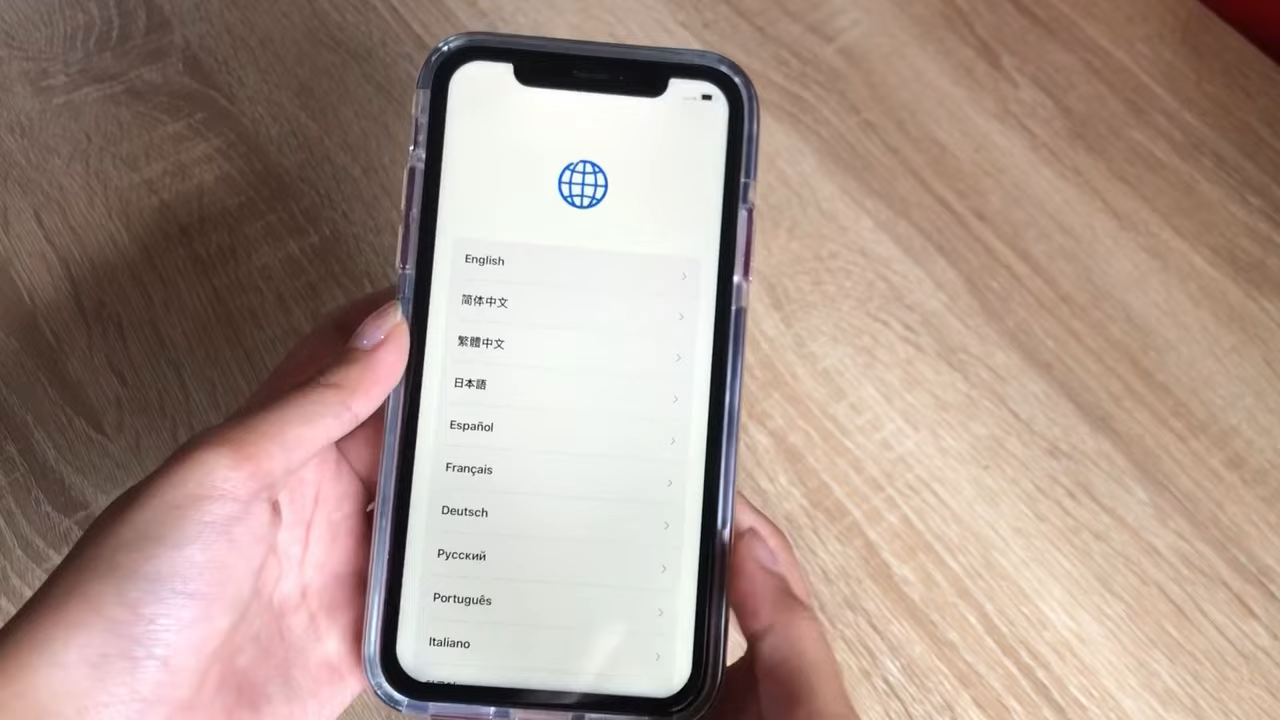 English
简体中文
繁體中文
日本語
Español
Français
Deutsch
Русский
Português
Italiano